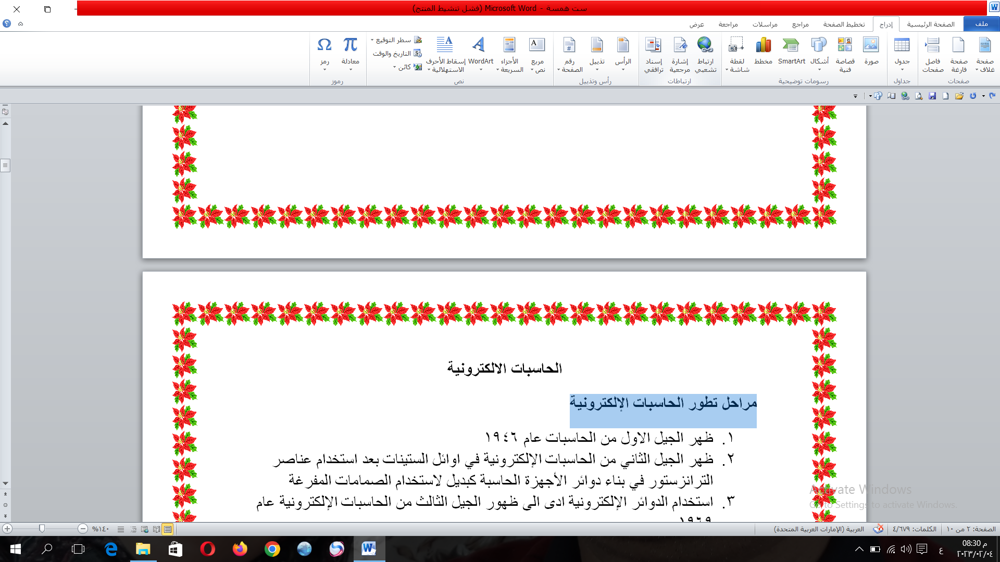 ست همسة - Microsoft Word (فشل تنشيط المنتج)
ملف
الصفحة الرئيسية
إدراج
تخطيط الصفحة
مراجع
مراسلات
مراجعة
عرض
صفحة غلاف
صفحة فارغة
فاصل صفحات
صفحات
جدول
جداول
صورة
قصاصة فنية
أشكال
SmartArt
مخطط
لقطة شاشة
رسومات توضيحية
ارتباط تشعبي
إشارة مرجعية
إسناد ترافقي
ارتباطات
الرأس
تذييل
رقم الصفحة
رأس وتذييل
مربع نص
الأجزاء السريعة
WordArt
إسقاط الأحرف الاستهلالية
سطر التوقيع
التاريخ والوقت
كائن
نص
معادلة
رمز
رموز
الحاسبات الالكترونية
مراحل تطور الحاسبات الإلكترونية
١. ظهر الجيل الاول من الحاسبات عام ١٩٤٦
٢. ظهر الجيل الثاني من الحاسبات الإلكترونية في اوائل الستينات بعد استخدام عناصر
الترانزستور في بناء دوائر الأجهزة الحاسبة كبديل لاستخدام الصمامات المفرغة
٣. استخدام الدوائر الإلكترونية ادى الى ظهور الجيل الثالث من الحاسبات الإلكترونية عام
١٩٦٩
Activate Windows
Go to Settings to activate Windows.
الصفحة: ٢ من ١٠
الكلمات: ٤/٦٧٩
العربية (الإمارات العربية المتحدة)
%١٤٠
ع
08:30 م
٢٠٢٣/٠٢/٠٤